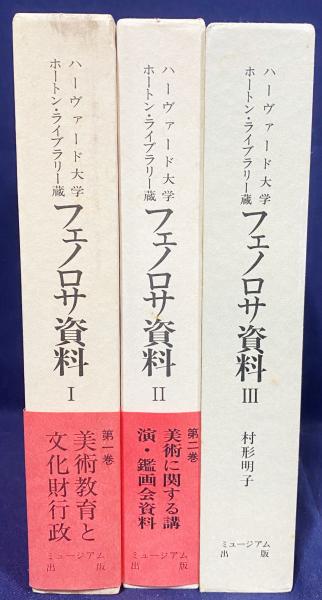 ハーヴァード大学
ホートン・ライブラリー蔵
フェノロサ資料 I
第一巻
美術教育と
文化財行政
ミュージアム
出版
ハーヴァード大学
ホートン・ライブラリー蔵
フェノロサ資料 II
第二巻
美術に関する講
演・鑑画会資料
ミュージアム
出版
ハーヴァード大学
ホートン・ライブラリー蔵
フェノロサ資料 III
村形明子
ミュージアム
出版